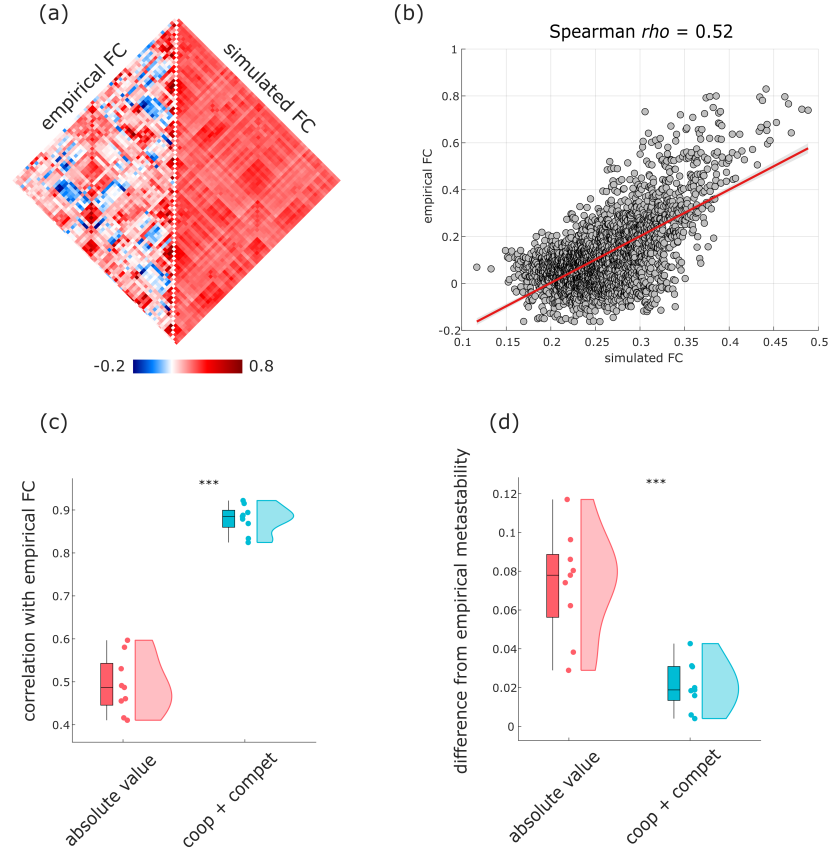 (a)
empirical FC
simulated FC
-0.2
0.8
(b)
Spearman rho = 0.52
empirical FC
1
0.8
0.6
0.4
0.2
0
-0.2
0.1
0.15
0.2
0.25
0.3
0.35
0.4
0.45
0.5
simulated FC
(c)
correlation with empirical FC
***
0.9
0.8
0.6
0.5
0.4
absolute value
coop + compet
(d)
difference from empirical metastability
***
0.12
0.1
0.08
0.06
0.04
0.02
0
absolute value
coop + compet